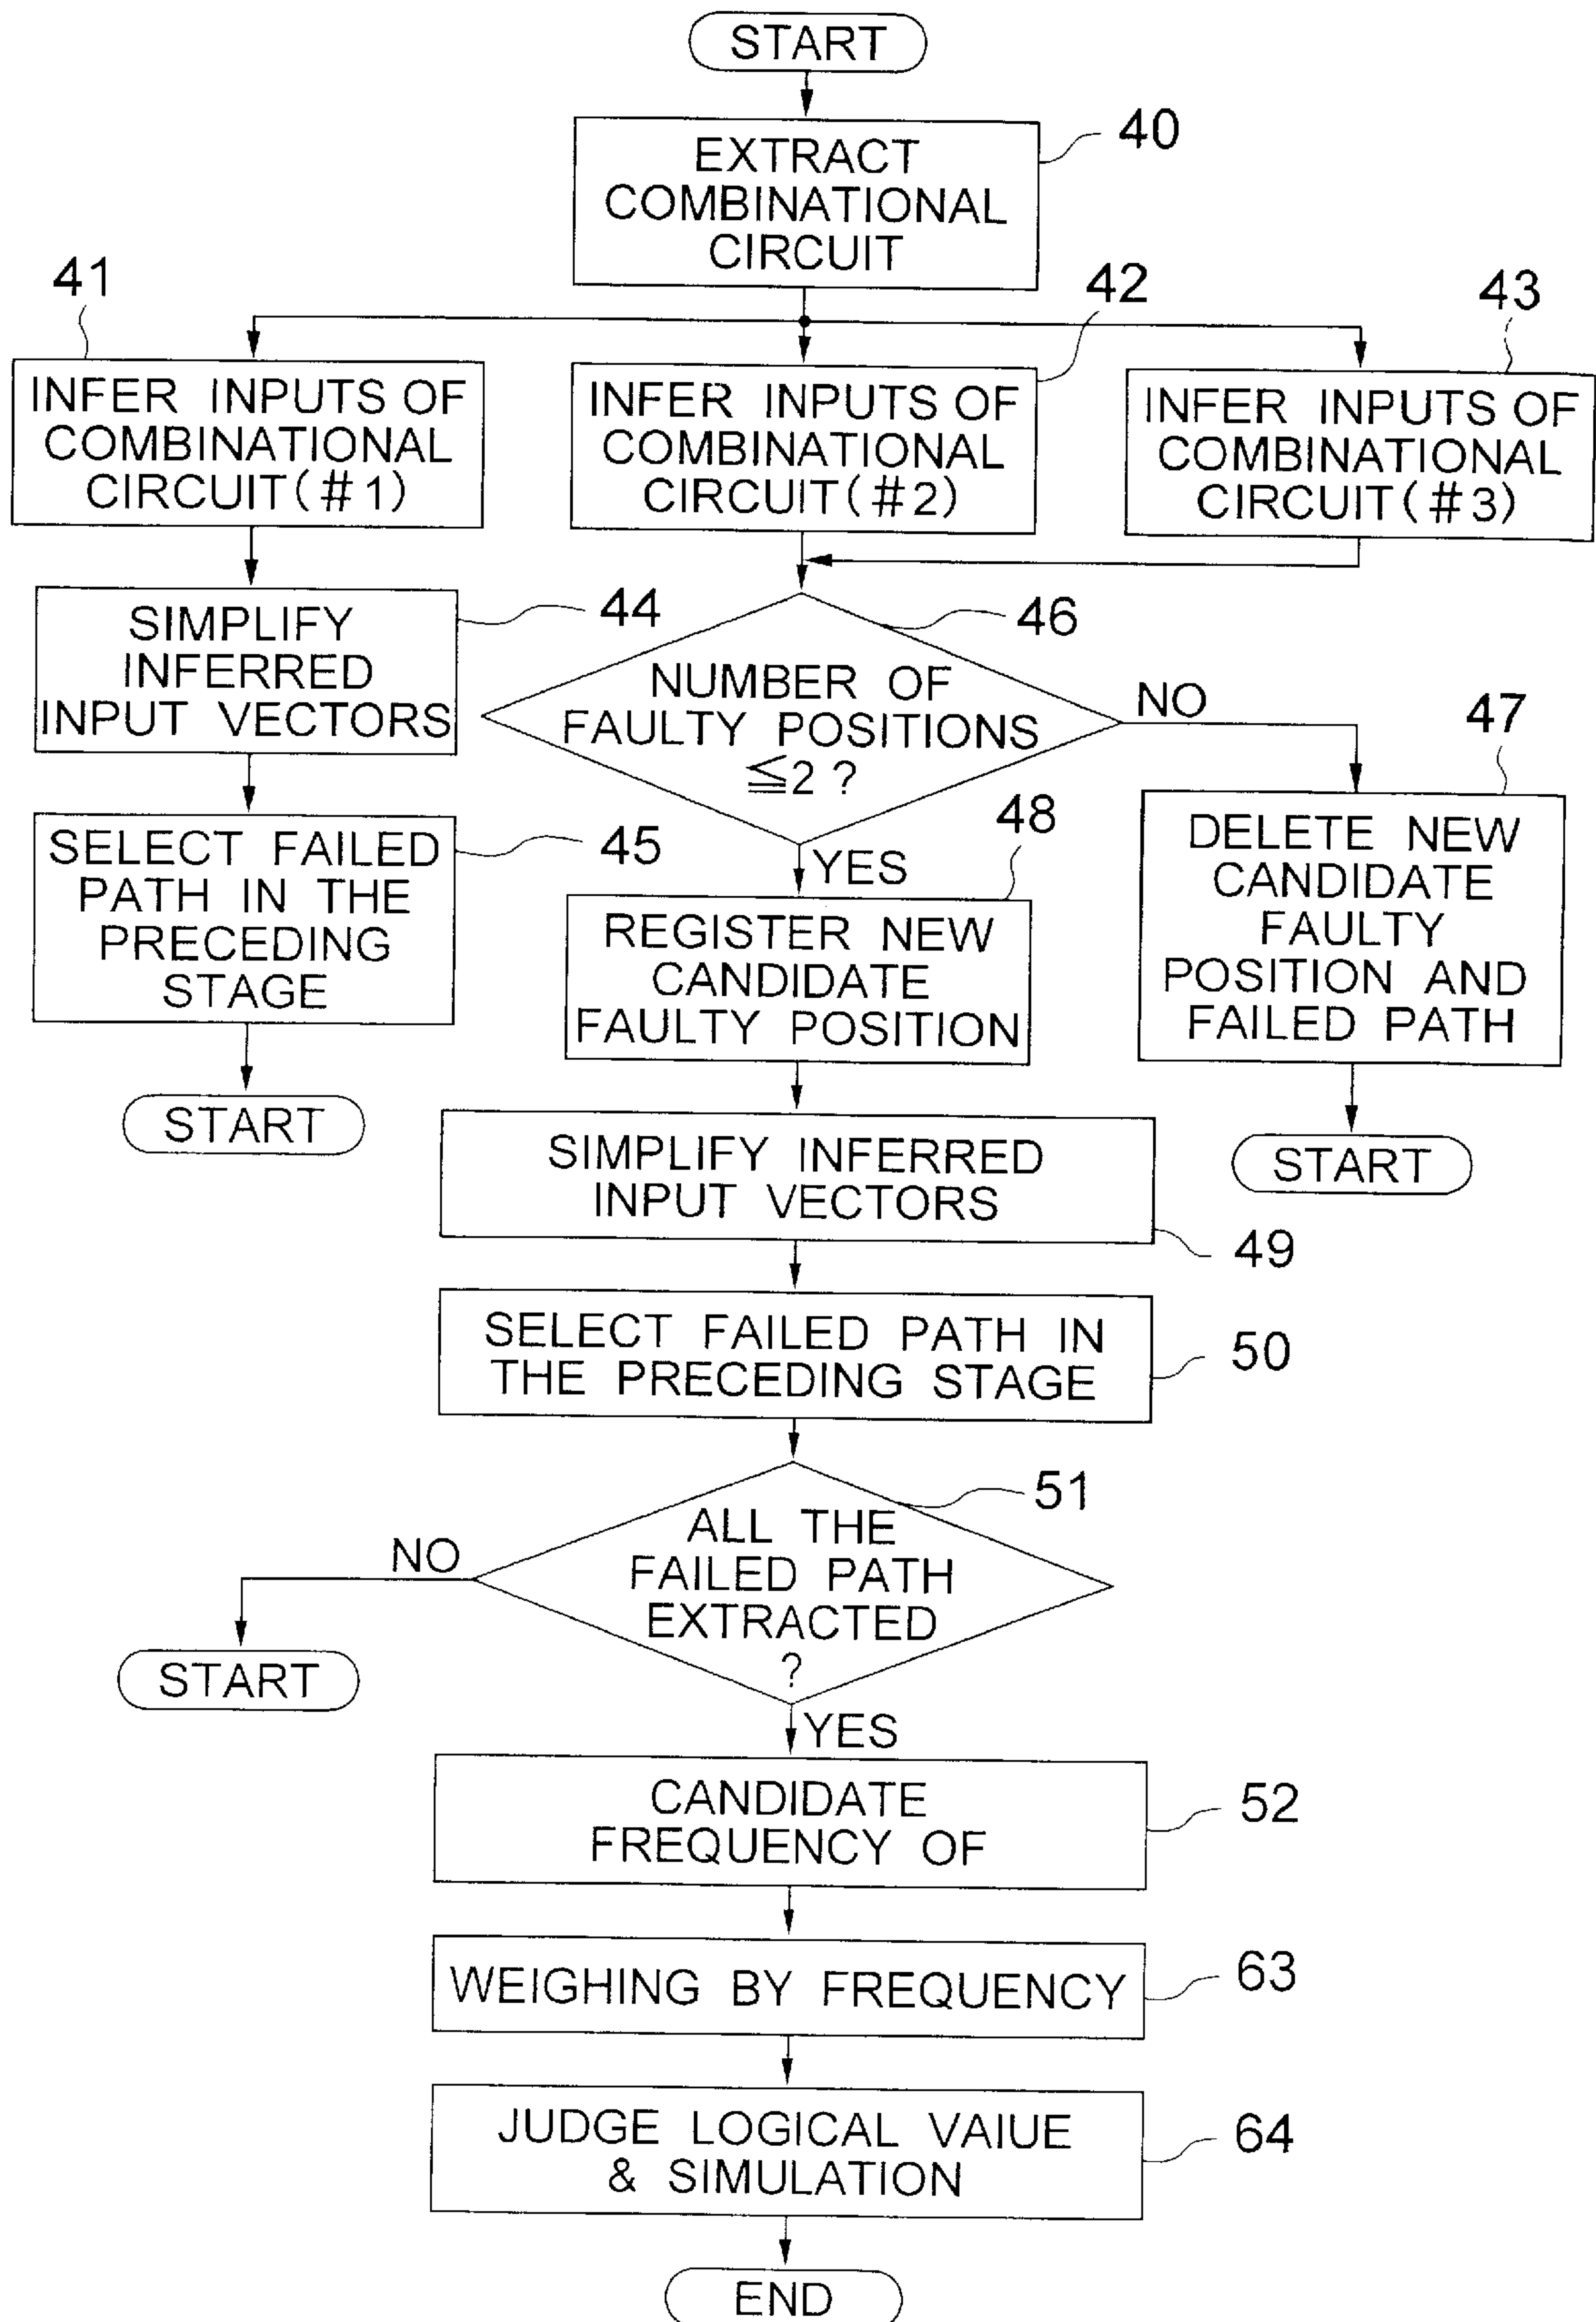 START
EXTRACT
COMBINATIONAL
CIRCUIT
40
41
42
43
INFER INPUTS OF
COMBINATIONAL
CIRCUIT(#1)
INFER INPUTS OF
COMBINATIONAL
CIRCUIT(#2)
INFER INPUTS OF
COMBINATIONAL
CIRCUIT(#3)
SIMPLIFY
INFERRED
INPUT VECTORS
44
46
NUMBER OF
FAULTY POSITIONS
≦2 ?
NO
47
YES
SELECT FAILED
PATH IN THE
PRECEDING
STAGE
45
48
REGISTER NEW
CANDIDATE
FAULTY POSITION
DELETE NEW
CANDIDATE
FAULTY
POSITION AND
FAILED PATH
START
START
SIMPLIFY INFERRED
INPUT VECTORS
49
SELECT FAILED PATH IN
THE PRECEDING STAGE
50
51
ALL THE
FAILED PATH
EXTRACTED
?
NO
START
YES
CANDIDATE
FREQUENCY OF
52
WEIGHING BY FREQUENCY
63
JUDGE LOGICAL VAIUE
& SIMULATION
64
END